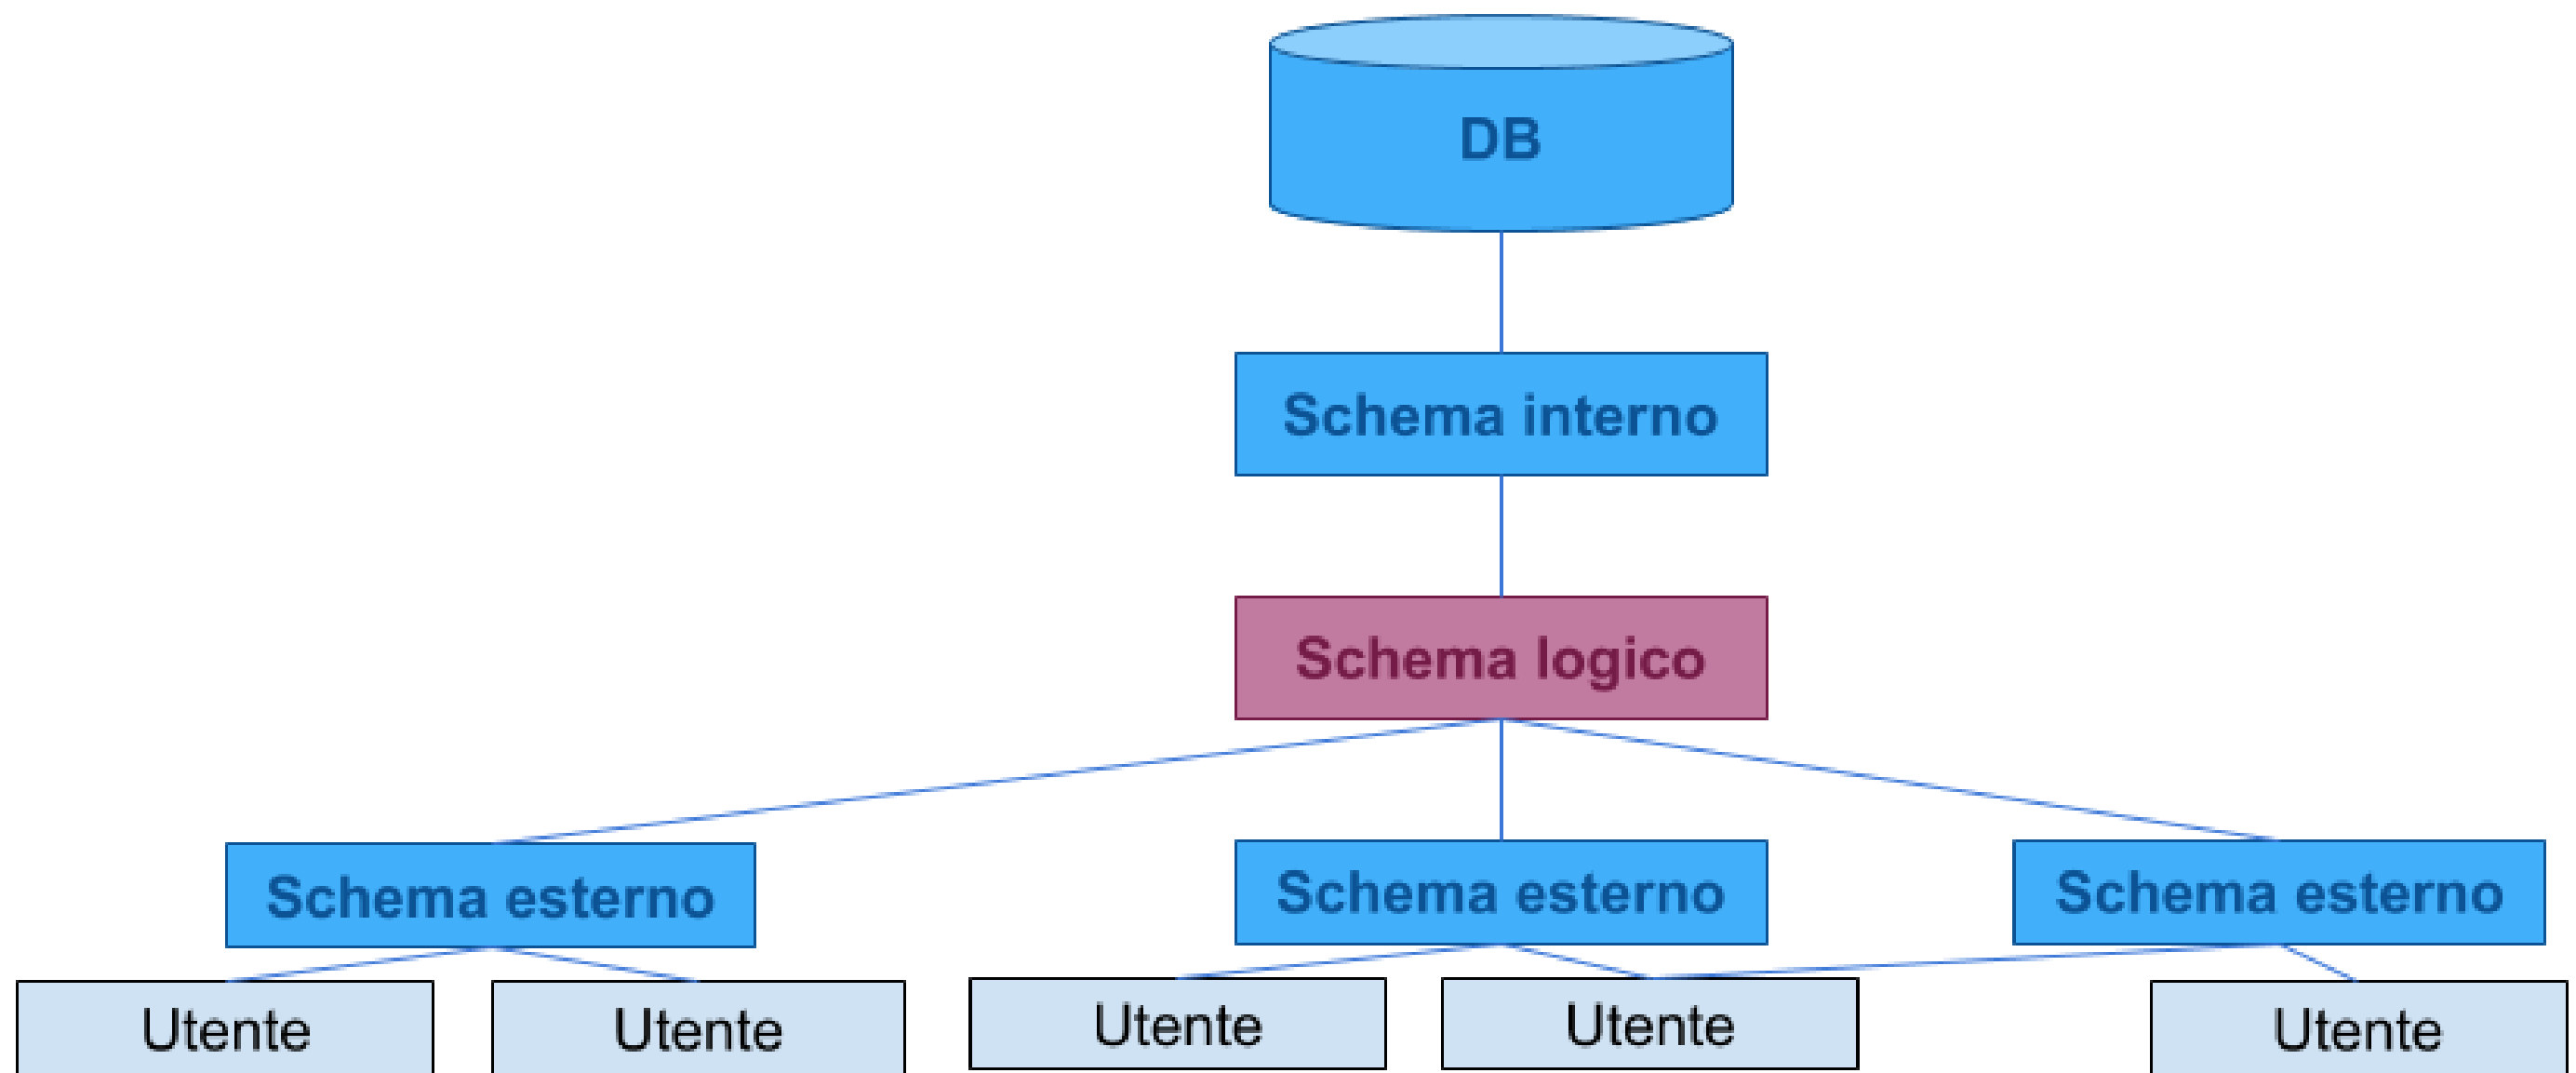 DB
Schema interno
Schema logico
Schema esterno
Schema esterno
Schema esterno
Utente
Utente
Utente
Utente
Utente